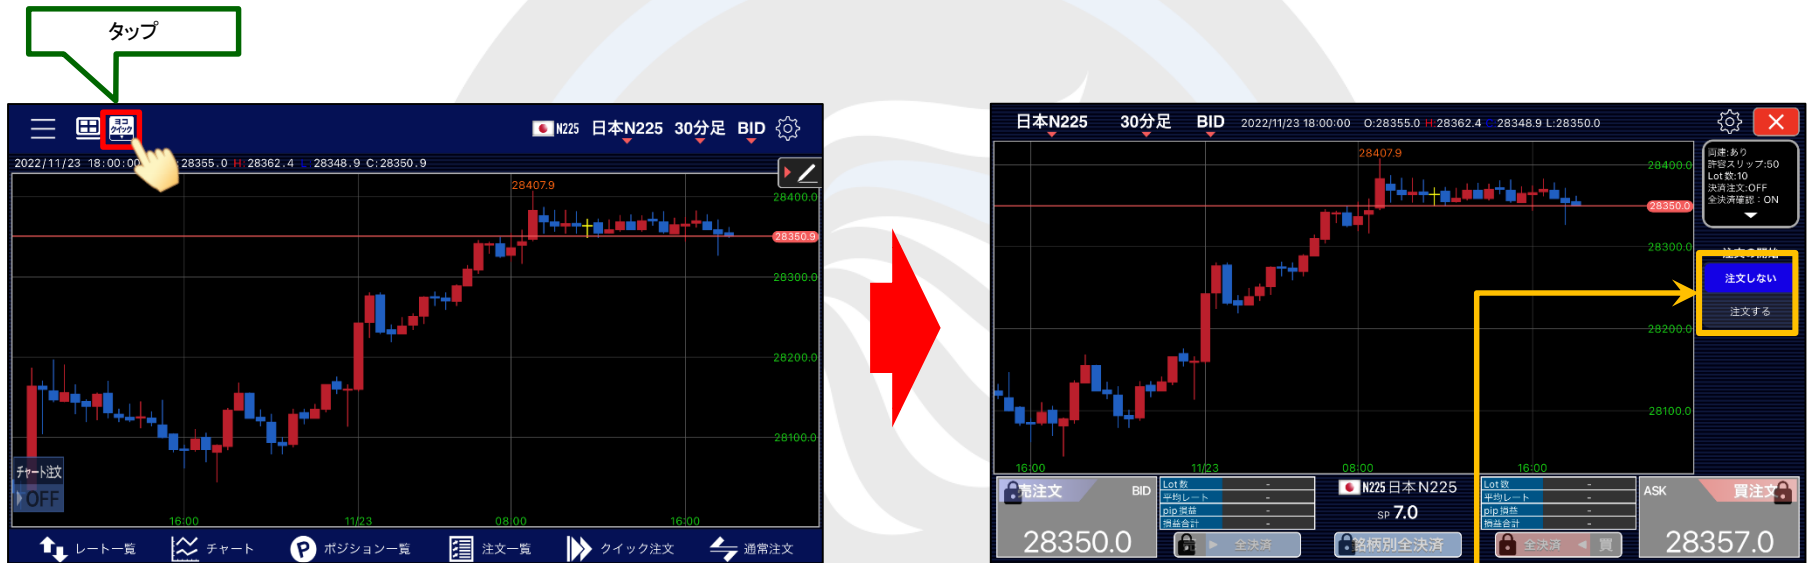 タップ
ヨコ
クイック
N225 日本N225 30分足 BID
2022/11/23 18:00:00 28355.0 H:28362.4 L: 28348.9 C:28350.9
28407.9
28400.0
28350.9
28300.0
28200.0
28100.0
チャート注文
OFF
16:00 11/23 08:00 16:00
レート一覧 チャート P ポジション一覧 注文一覧 クイック注文 通常注文
日本N225 30分足 BID 2022/11/23 18:00:00 O:28355.0 H:28362.4 L 28348.9 L:28350.0
両建:あり
許容スリップ:50
Lot数:10
決済注文:OFF
全決済確認：ON
28407.9
28400.0
28350.0
28300.0
28200.0
28100.0
注文の開始
注文しない
注文する
16:00 11/23 08:00 16:00
売注文 BID
28350.0
Lot数 -
平均レート -
pip損益 -
損益合計 -
売 全決済
N225 日本N225
SP 7.0
銘柄別全決済
Lot数 -
平均レート -
pip損益 -
損益合計 -
全決済 買
ASK 買注文
28357.0